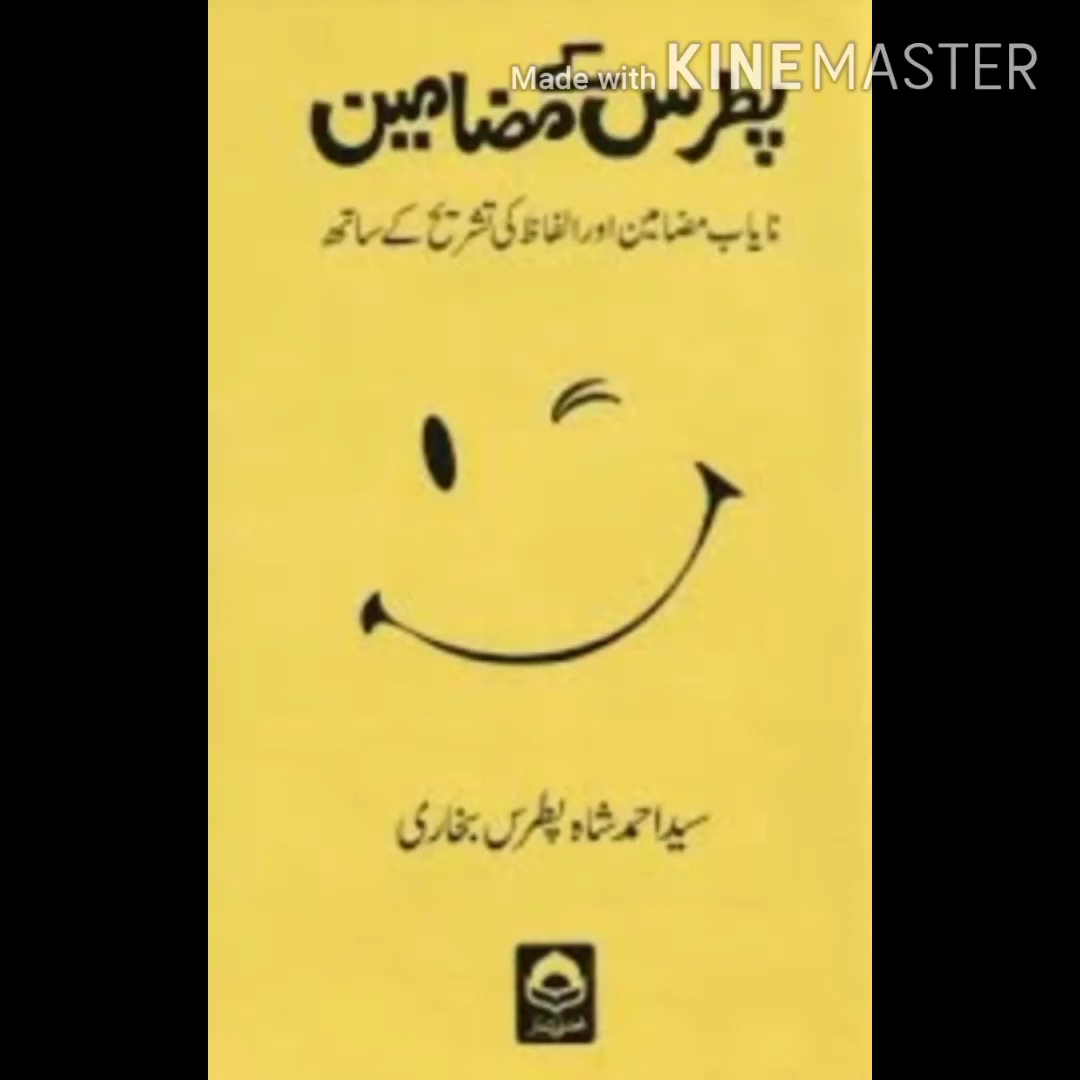 Made with KINEMASTER
پطرس کے مضامین
نایاب مضامین اور الفاظ کی تشریح کے ساتھ
سید احمد شاہ پطرس بخاری